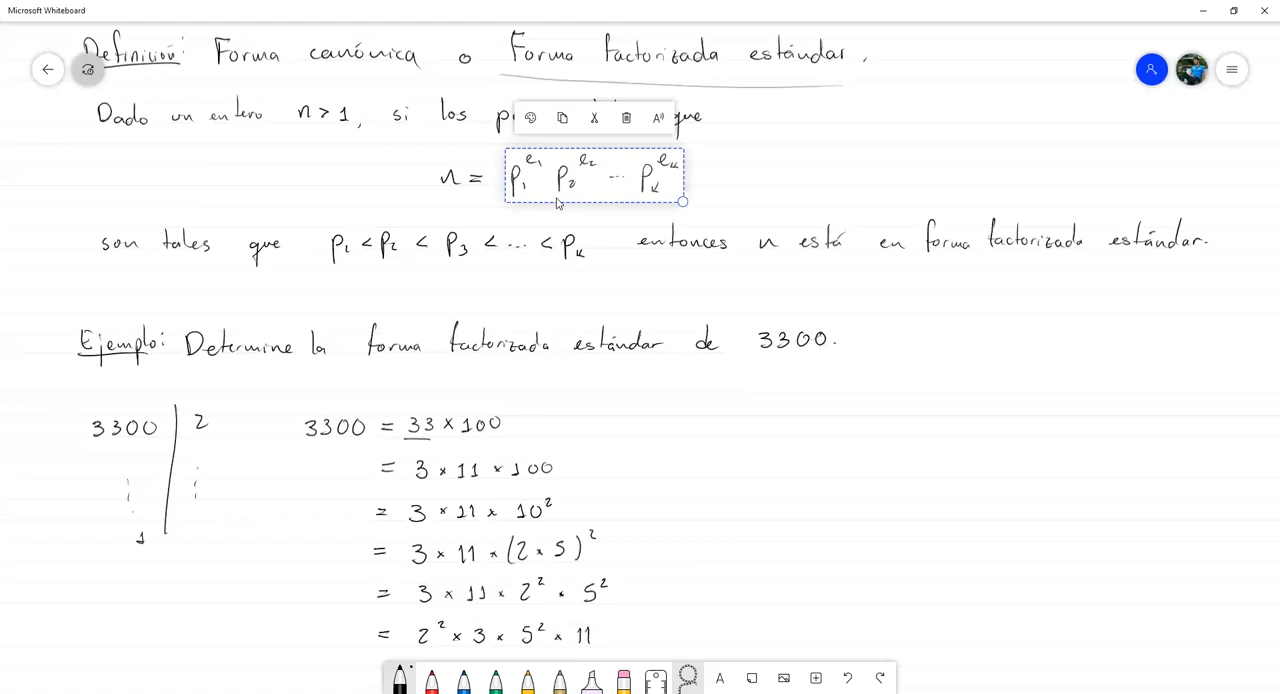 Microsoft Whiteboard
Definición: Forma canónica o Forma factorizada estándar.
Dado un entero n > 1, si los que
n = p₁^e₁ p₂^e₂ ... pₖ^eₖ
son tales que p₁ < p₂ < p₃ < ... < pₖ entonces n está en forma factorizada estándar.
Ejemplo: Determine la forma factorizada estándar de 3300.
3300 | 2
1
3300 = 33 × 100
= 3 × 11 × 100
= 3 × 11 × 10²
= 3 × 11 × (2 × 5)²
= 3 × 11 × 2² × 5²
= 2² × 3 × 5² × 11